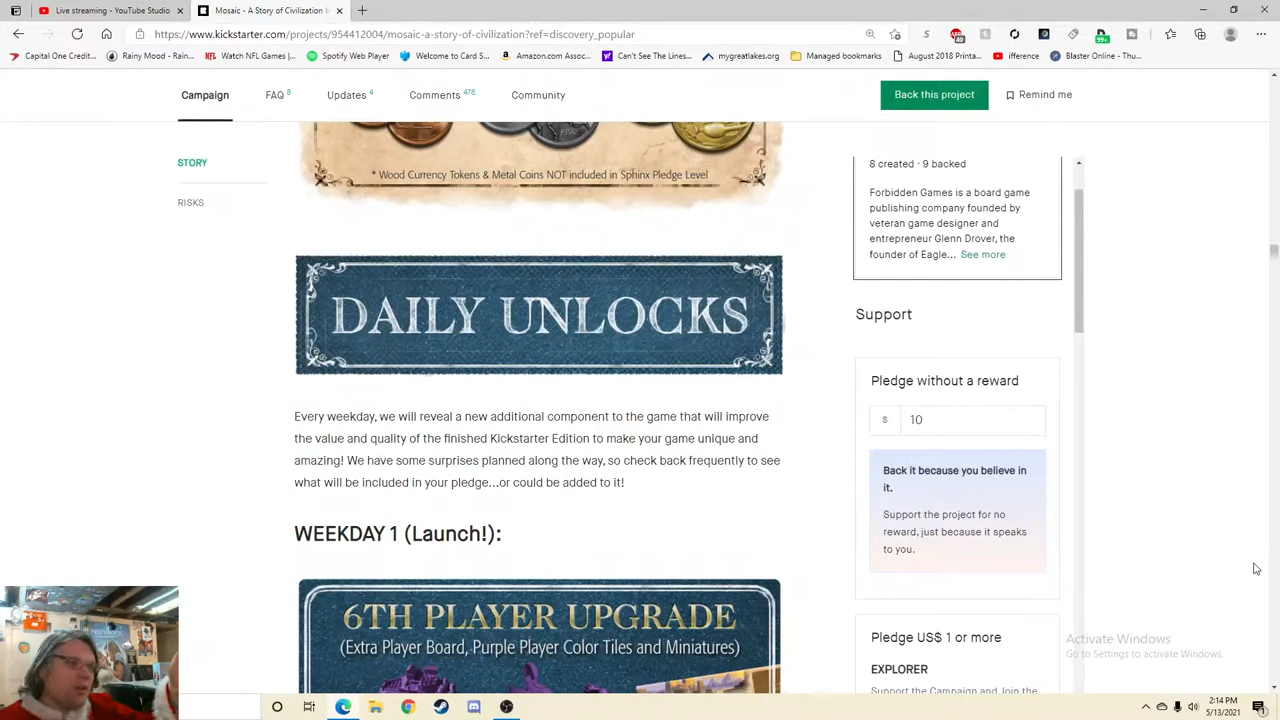 Live streaming - YouTube Studio
Mosaic - A Story of Civilization b
https://www.kickstarter.com/projects/954412004/mosaic-a-story-of-civilization?ref=discovery_popular
Capital One Credit...
Rainy Mood - Rain...
NFL Watch NFL Games |...
Spotify Web Player
Welcome to Card S...
Amazon.com Assoc...
Can't See The Lines...
mygreatlakes.org
Managed bookmarks
August 2018 Printa...
ifference
Blaster Online - Thu...
Campaign
FAQ 8
Updates 4
Comments 478
Community
Back this project
Remind me
STORY
RISKS
* Wood Currency Tokens & Metal Coins NOT included in Sphinx Pledge Level
DAILY UNLOCKS
Every weekday, we will reveal a new additional component to the game that will improve
the value and quality of the finished Kickstarter Edition to make your game unique and
amazing! We have some surprises planned along the way, so check back frequently to see
what will be included in your pledge...or could be added to it!
WEEKDAY 1 (Launch!):
6TH PLAYER UPGRADE
(Extra Player Board, Purple Player Color Tiles and Miniatures)
8 created · 9 backed
Forbidden Games is a board game
publishing company founded by
veteran game designer and
entrepreneur Glenn Drover, the
founder of Eagle... See more
Support
Pledge without a reward
$ 10
Back it because you believe in
it.
Support the project for no
reward, just because it speaks
to you.
Pledge US$ 1 or more
EXPLORER
Support the Campaign and Join the
Activate Windows
Go to Settings to activate Windows.
2:14 PM
5/13/2021